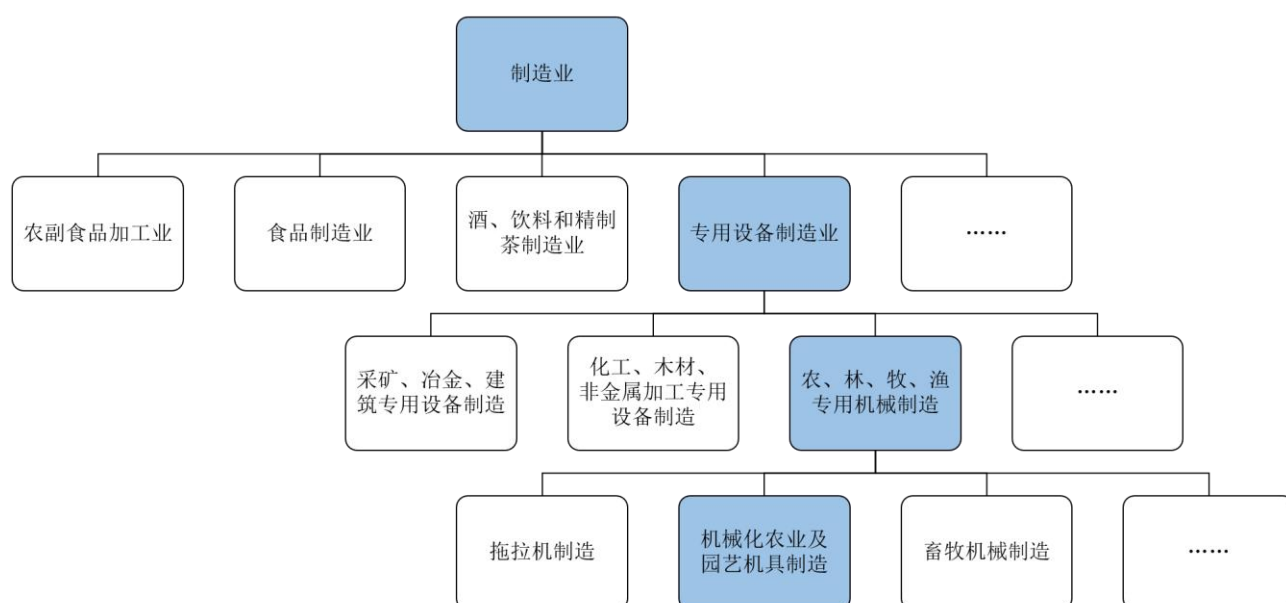 制造业
农副食品加工业
食品制造业
酒、饮料和精制
茶制造业
专用设备制造业
……
采矿、冶金、建
筑专用设备制造
化工、木材、
非金属加工专用
设备制造
农、林、牧、渔
专用机械制造
……
拖拉机制造
机械化农业及
园艺机具制造
畜牧机械制造
……